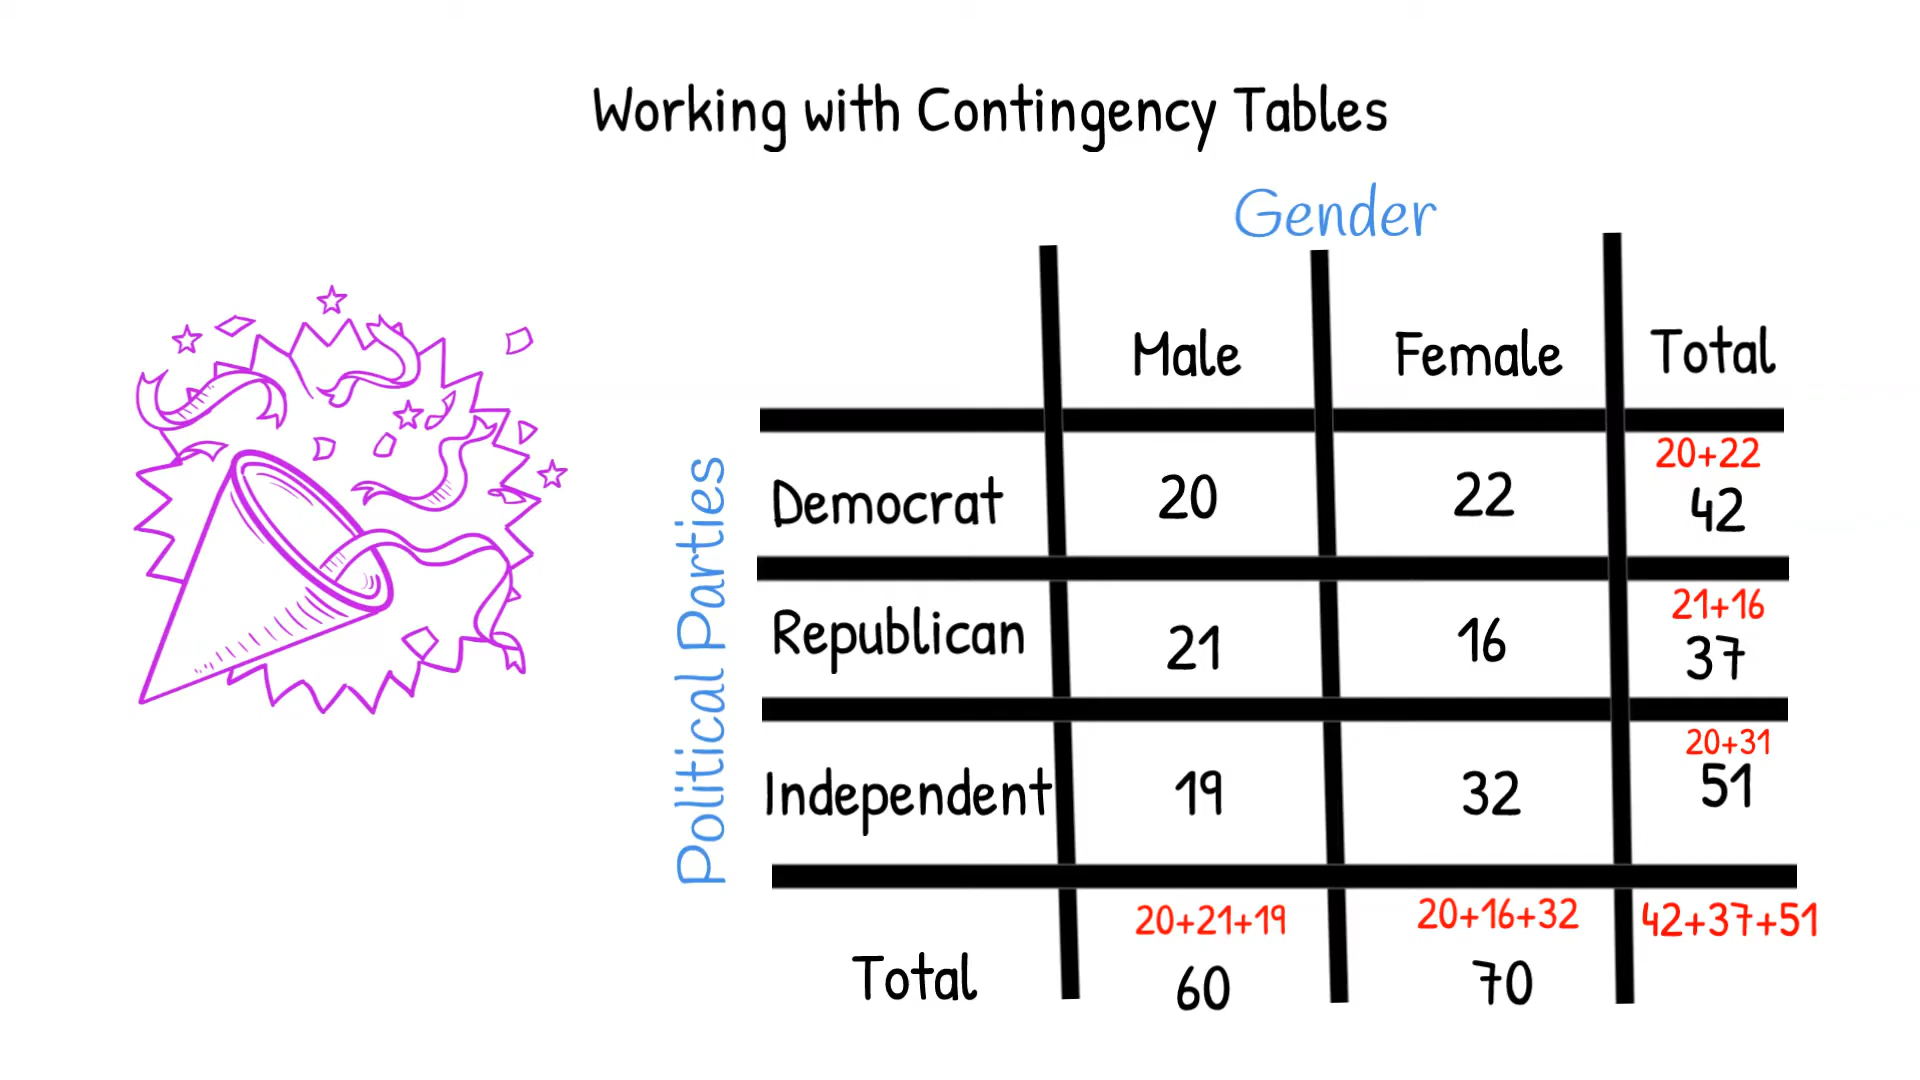 Working with Contingency Tables
Gender
Male Female Total
Political Parties
20+22
Democrat 20 22 42
21+16
Republican 21 16 37
20+31
Independent 19 32 51
20+21+19 20+16+32 42+37+51
Total 60 70